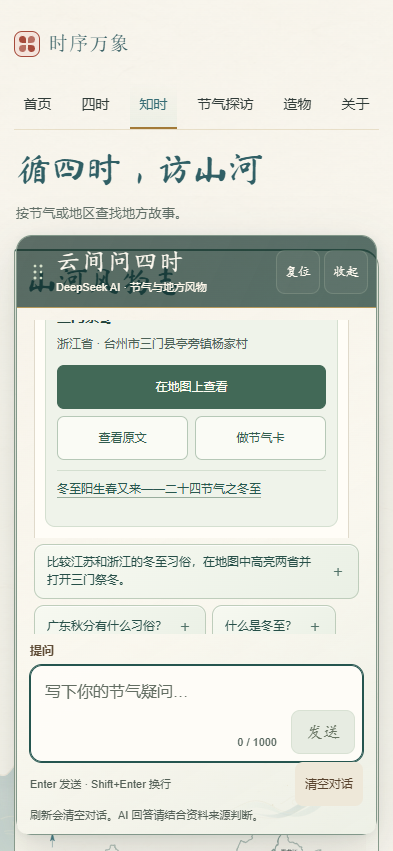 时序万象
首页 四时 知时 节气探访 造物 关于
循四时，访山河
按节气或地区查找地方故事。
云间问四时
山河风物志
DeepSeek AI · 节气与地方风物
复位 收起
浙江省 · 台州市三门县亭旁镇杨家村
在地图上查看
查看原文 做节气卡
冬至阳生春又来——二十四节气之冬至
比较江苏和浙江的冬至习俗，在地图中高亮两省并
打开三门祭冬。 +
广东秋分有什么习俗？ + 什么是冬至？ +
提问
写下你的节气疑问…
0 / 1000 发送
Enter 发送 · Shift+Enter 换行 清空对话
刷新会清空对话。AI 回答请结合资料来源判断。